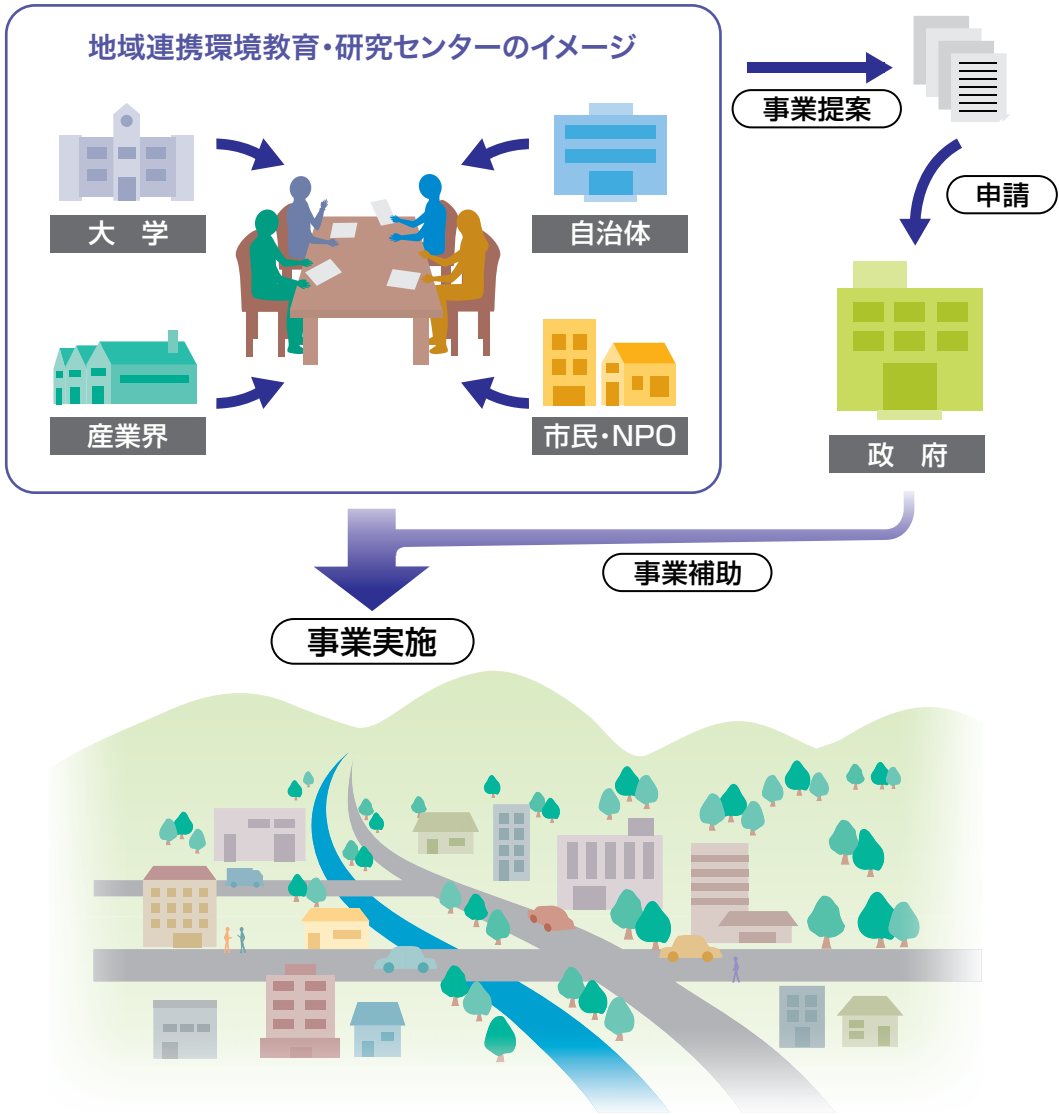 地域連携環境教育・研究センターのイメージ
事業提案
大　学
自治体
申請
産業界
市民・NPO
政　府
事業補助
事業実施